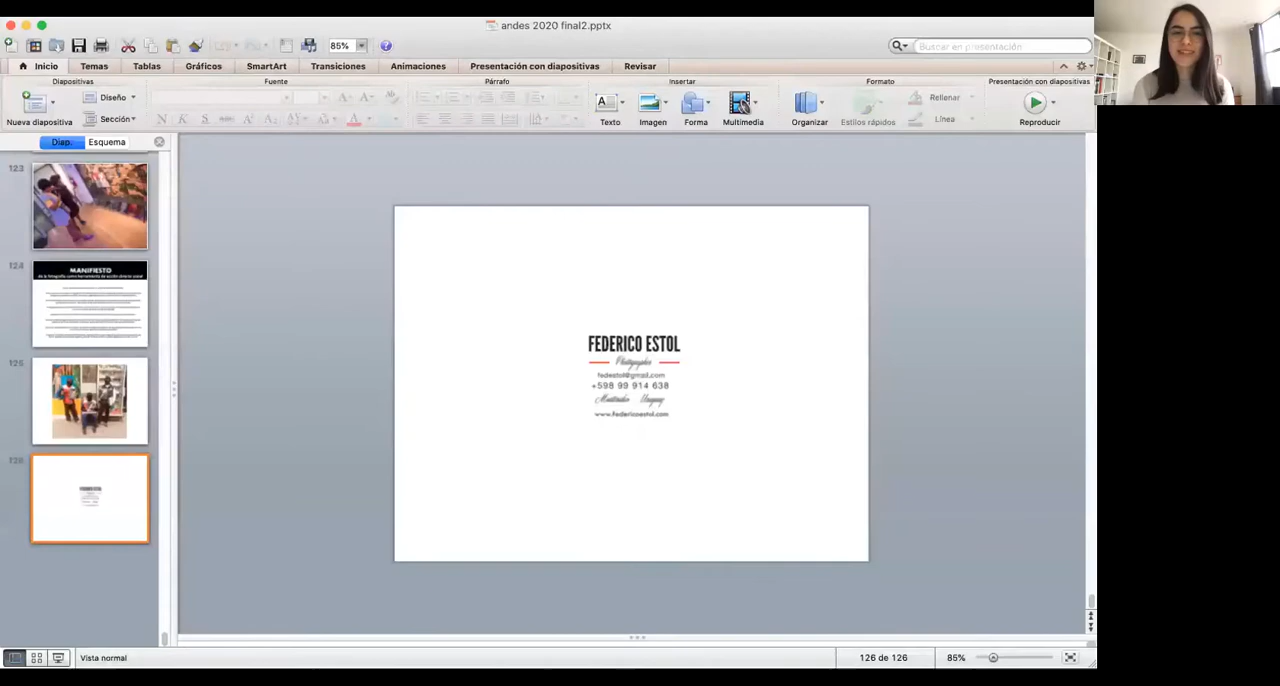 andes 2020 final2.pptx
85%
Buscar en presentación
Inicio
Temas
Tablas
Gráficos
SmartArt
Transiciones
Animaciones
Presentación con diapositivas
Revisar
Diapositivas
Fuente
Párrafo
Insertar
Formato
Presentación con diapositivas
Nueva diapositiva
Diseño
Sección
Texto
Imagen
Forma
Multimedia
Organizar
Estilos rápidos
Rellenar
Línea
Reproducir
Diap.
Esquema
123
124
MANIFIESTO
125
126
FEDERICO ESTOL
Photographer
fedestol@gmail.com
+598 99 914 638
Montevideo Uruguay
www.federicoestol.com
Vista normal
126 de 126
85%